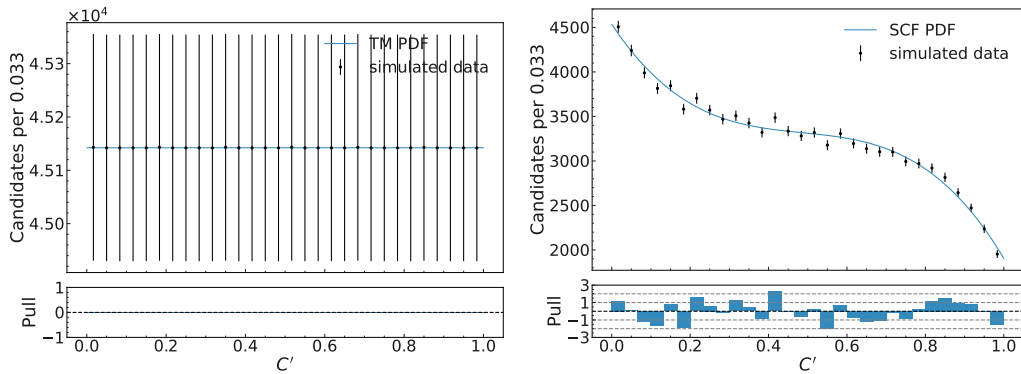 ×10⁴
Candidates per 0.033
4.53
4.52
4.51
4.50
TM PDF
simulated data
Pull
1
0
−1
0.0 0.2 0.4 0.6 0.8 1.0
C′
Candidates per 0.033
4500
4000
3500
3000
2500
2000
SCF PDF
simulated data
Pull
3
1
−1
−3
0.0 0.2 0.4 0.6 0.8 1.0
C′